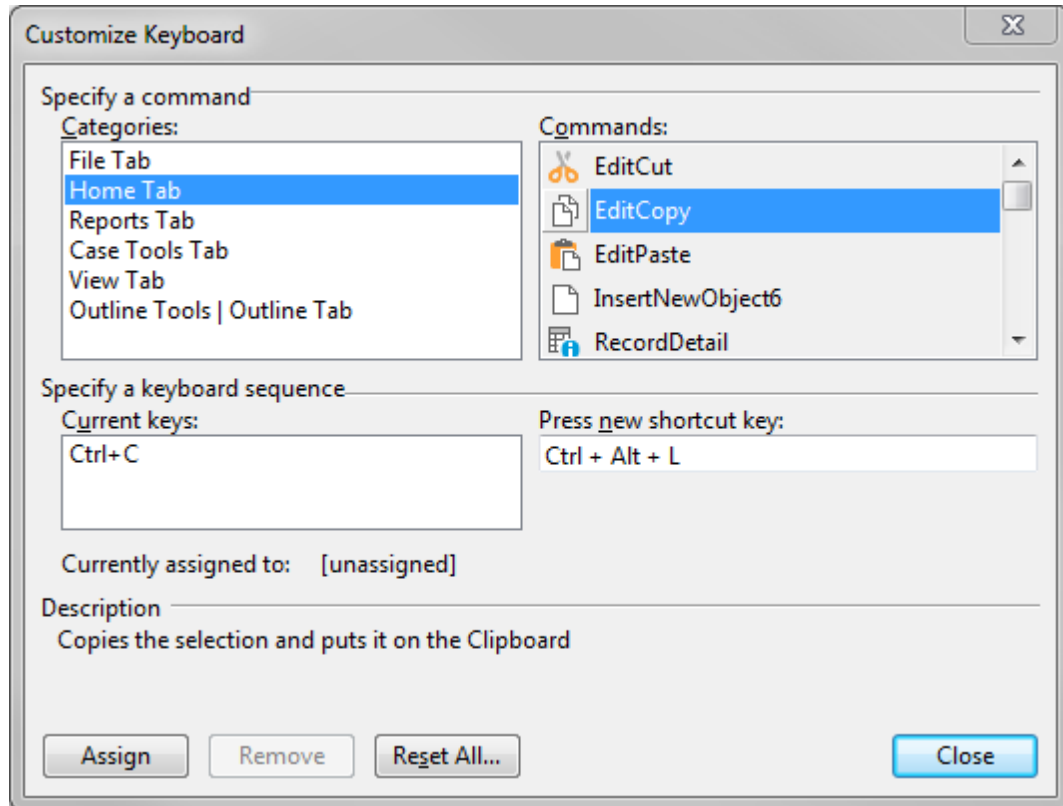 Customize Keyboard
Specify a command
Categories:
File Tab
Home Tab
Reports Tab
Case Tools Tab
View Tab
Outline Tools | Outline Tab
Commands:
EditCut
EditCopy
EditPaste
InsertNewObject6
RecordDetail
Specify a keyboard sequence
Current keys:
Ctrl+C
Press new shortcut key:
Ctrl + Alt + L
Currently assigned to: [unassigned]
Description
Copies the selection and puts it on the Clipboard
Assign Remove Reset All... Close